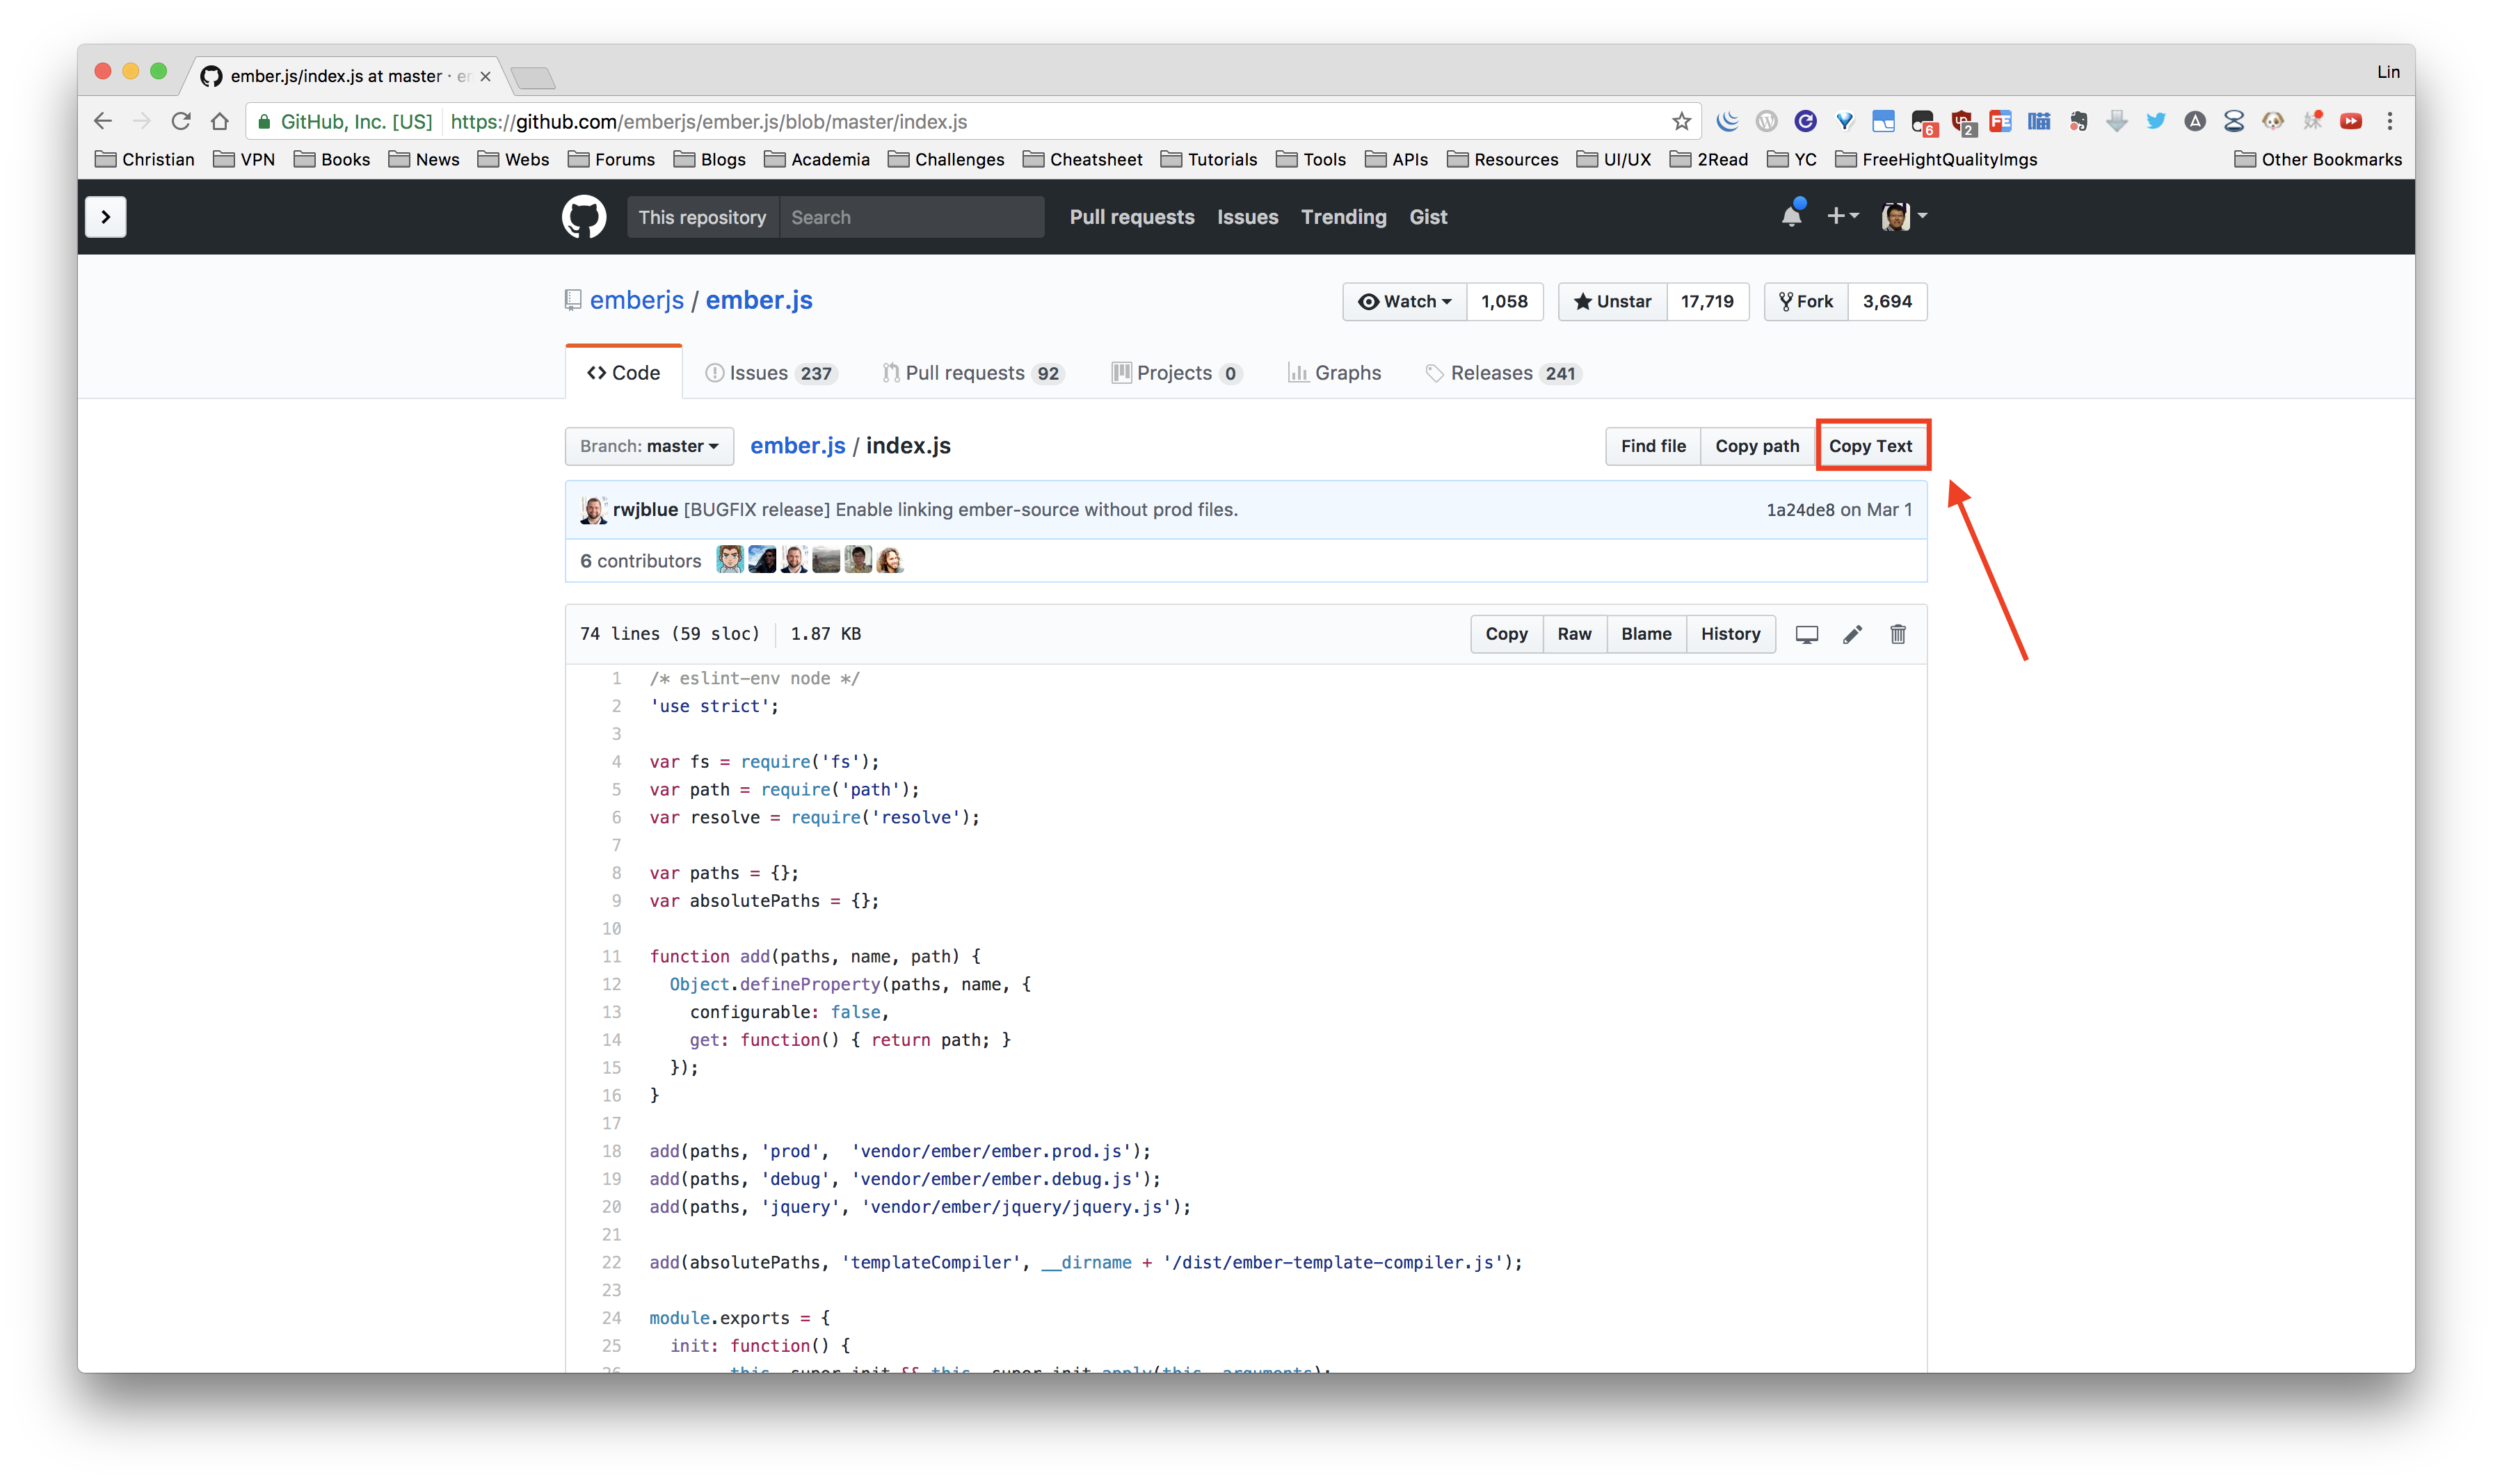 ember.js/index.js at master · er
Lin
GitHub, Inc. [US] https://github.com/emberjs/ember.js/blob/master/index.js
6 2 FE
Christian VPN Books News Webs Forums Blogs Academia Challenges Cheatsheet Tutorials Tools APIs Resources UI/UX 2Read YC FreeHightQualityImgs Other Bookmarks
This repository Search Pull requests Issues Trending Gist
emberjs / ember.js Watch 1,058 Unstar 17,719 Fork 3,694
Code Issues 237 Pull requests 92 Projects 0 Graphs Releases 241
Branch: master ember.js / index.js Find file Copy path Copy Text
rwjblue [BUGFIX release] Enable linking ember-source without prod files. 1a24de8 on Mar 1
6 contributors
74 lines (59 sloc) 1.87 KB Copy Raw Blame History
1 /* eslint-env node */
2 'use strict';
3
4 var fs = require('fs');
5 var path = require('path');
6 var resolve = require('resolve');
7
8 var paths = {};
9 var absolutePaths = {};
10
11 function add(paths, name, path) {
12   Object.defineProperty(paths, name, {
13     configurable: false,
14     get: function() { return path; }
15   });
16 }
17
18 add(paths, 'prod',  'vendor/ember/ember.prod.js');
19 add(paths, 'debug', 'vendor/ember/ember.debug.js');
20 add(paths, 'jquery', 'vendor/ember/jquery/jquery.js');
21
22 add(absolutePaths, 'templateCompiler', __dirname + '/dist/ember-template-compiler.js');
23
24 module.exports = {
25   init: function() {